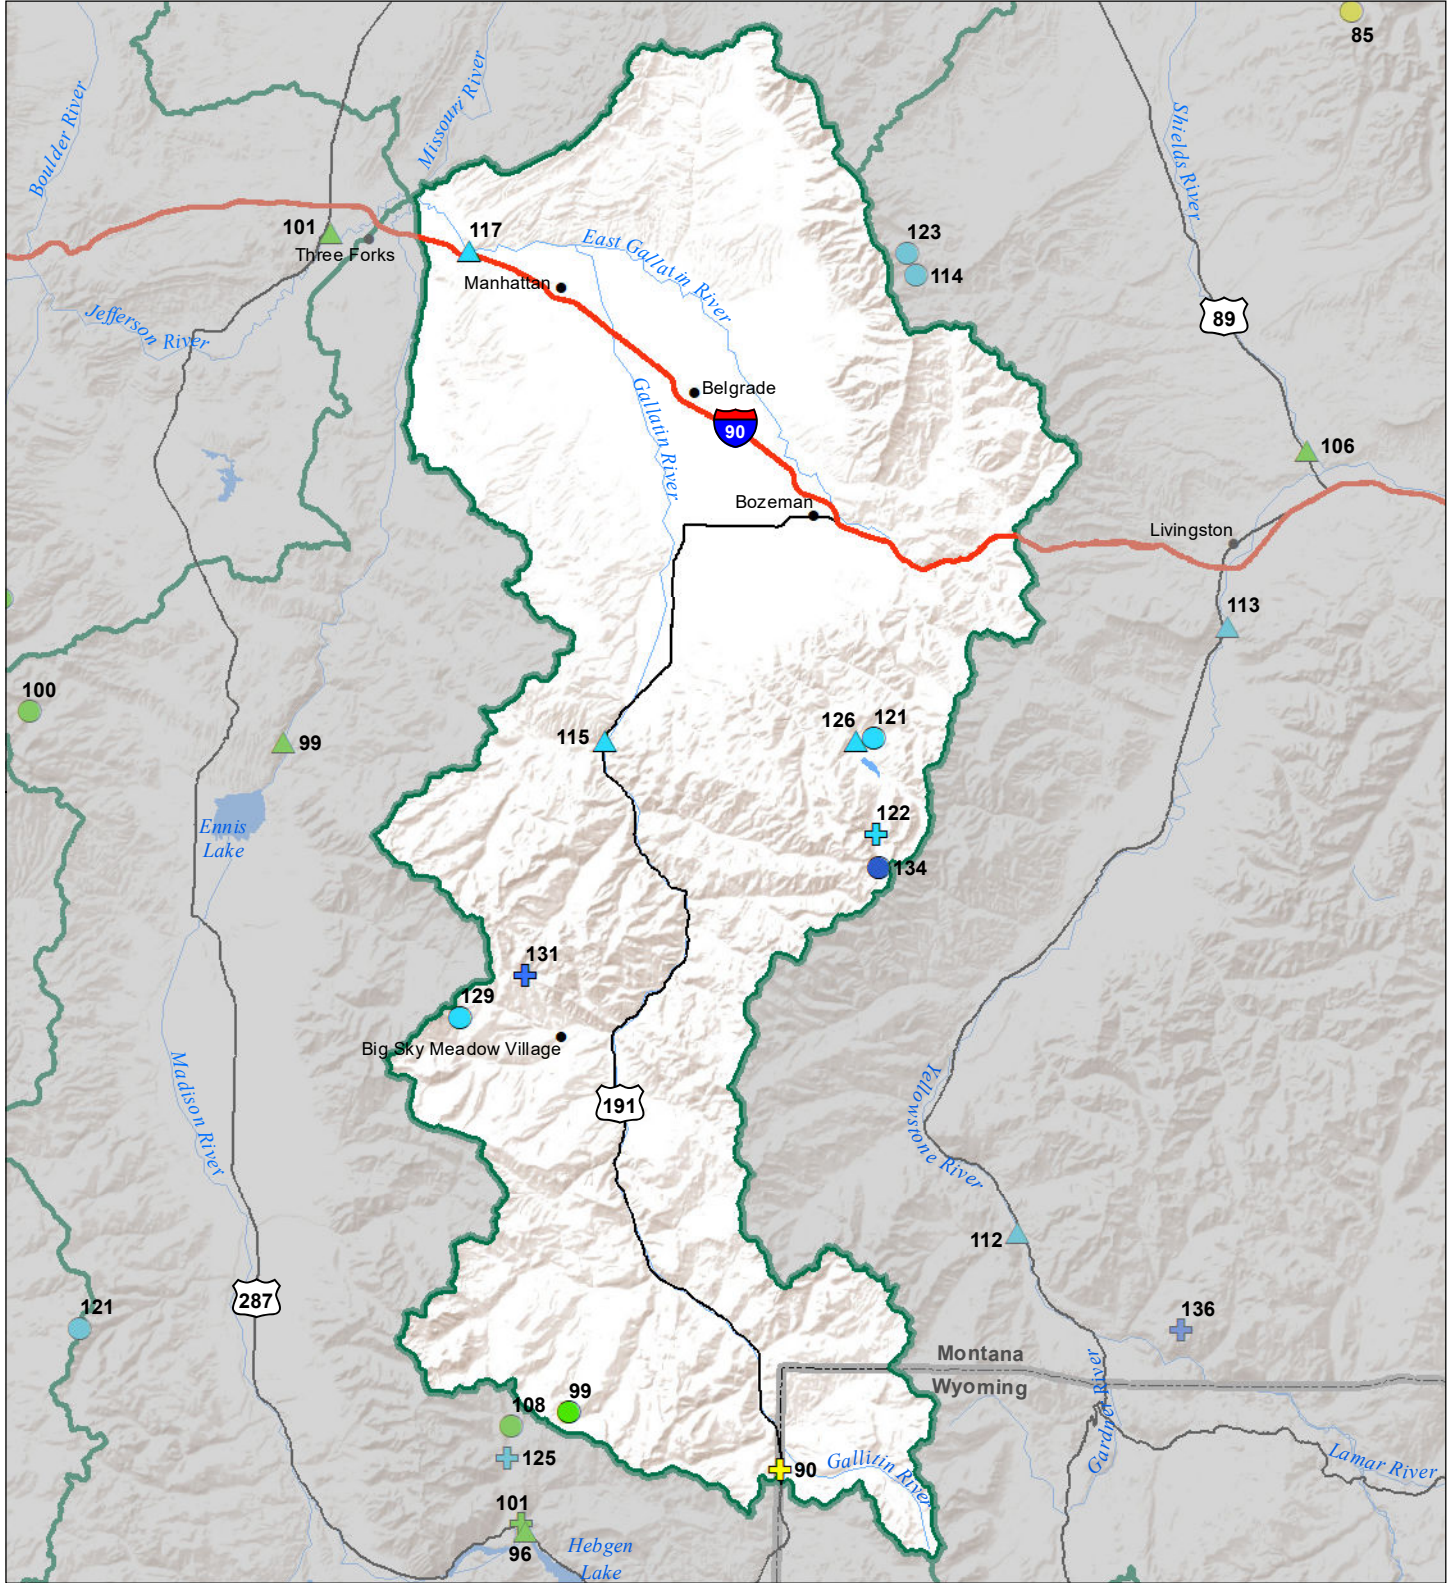 85
Missouri River
Boulder River
Shields River
101
Three Forks
117
East Gallatin River
123
114
Manhattan
Jefferson River
89
Belgrade
90
Gallatin River
106
Bozeman
Livingston
113
100
99
115
126
121
Ennis
Lake
122
134
131
129
Big Sky Meadow Village
Madison River
191
Yellowstone River
112
287
121
136
Montana
Wyoming
Gardner River
99
108
125
90
Gallitin River
Lamar River
101
96
Hebgen
Lake